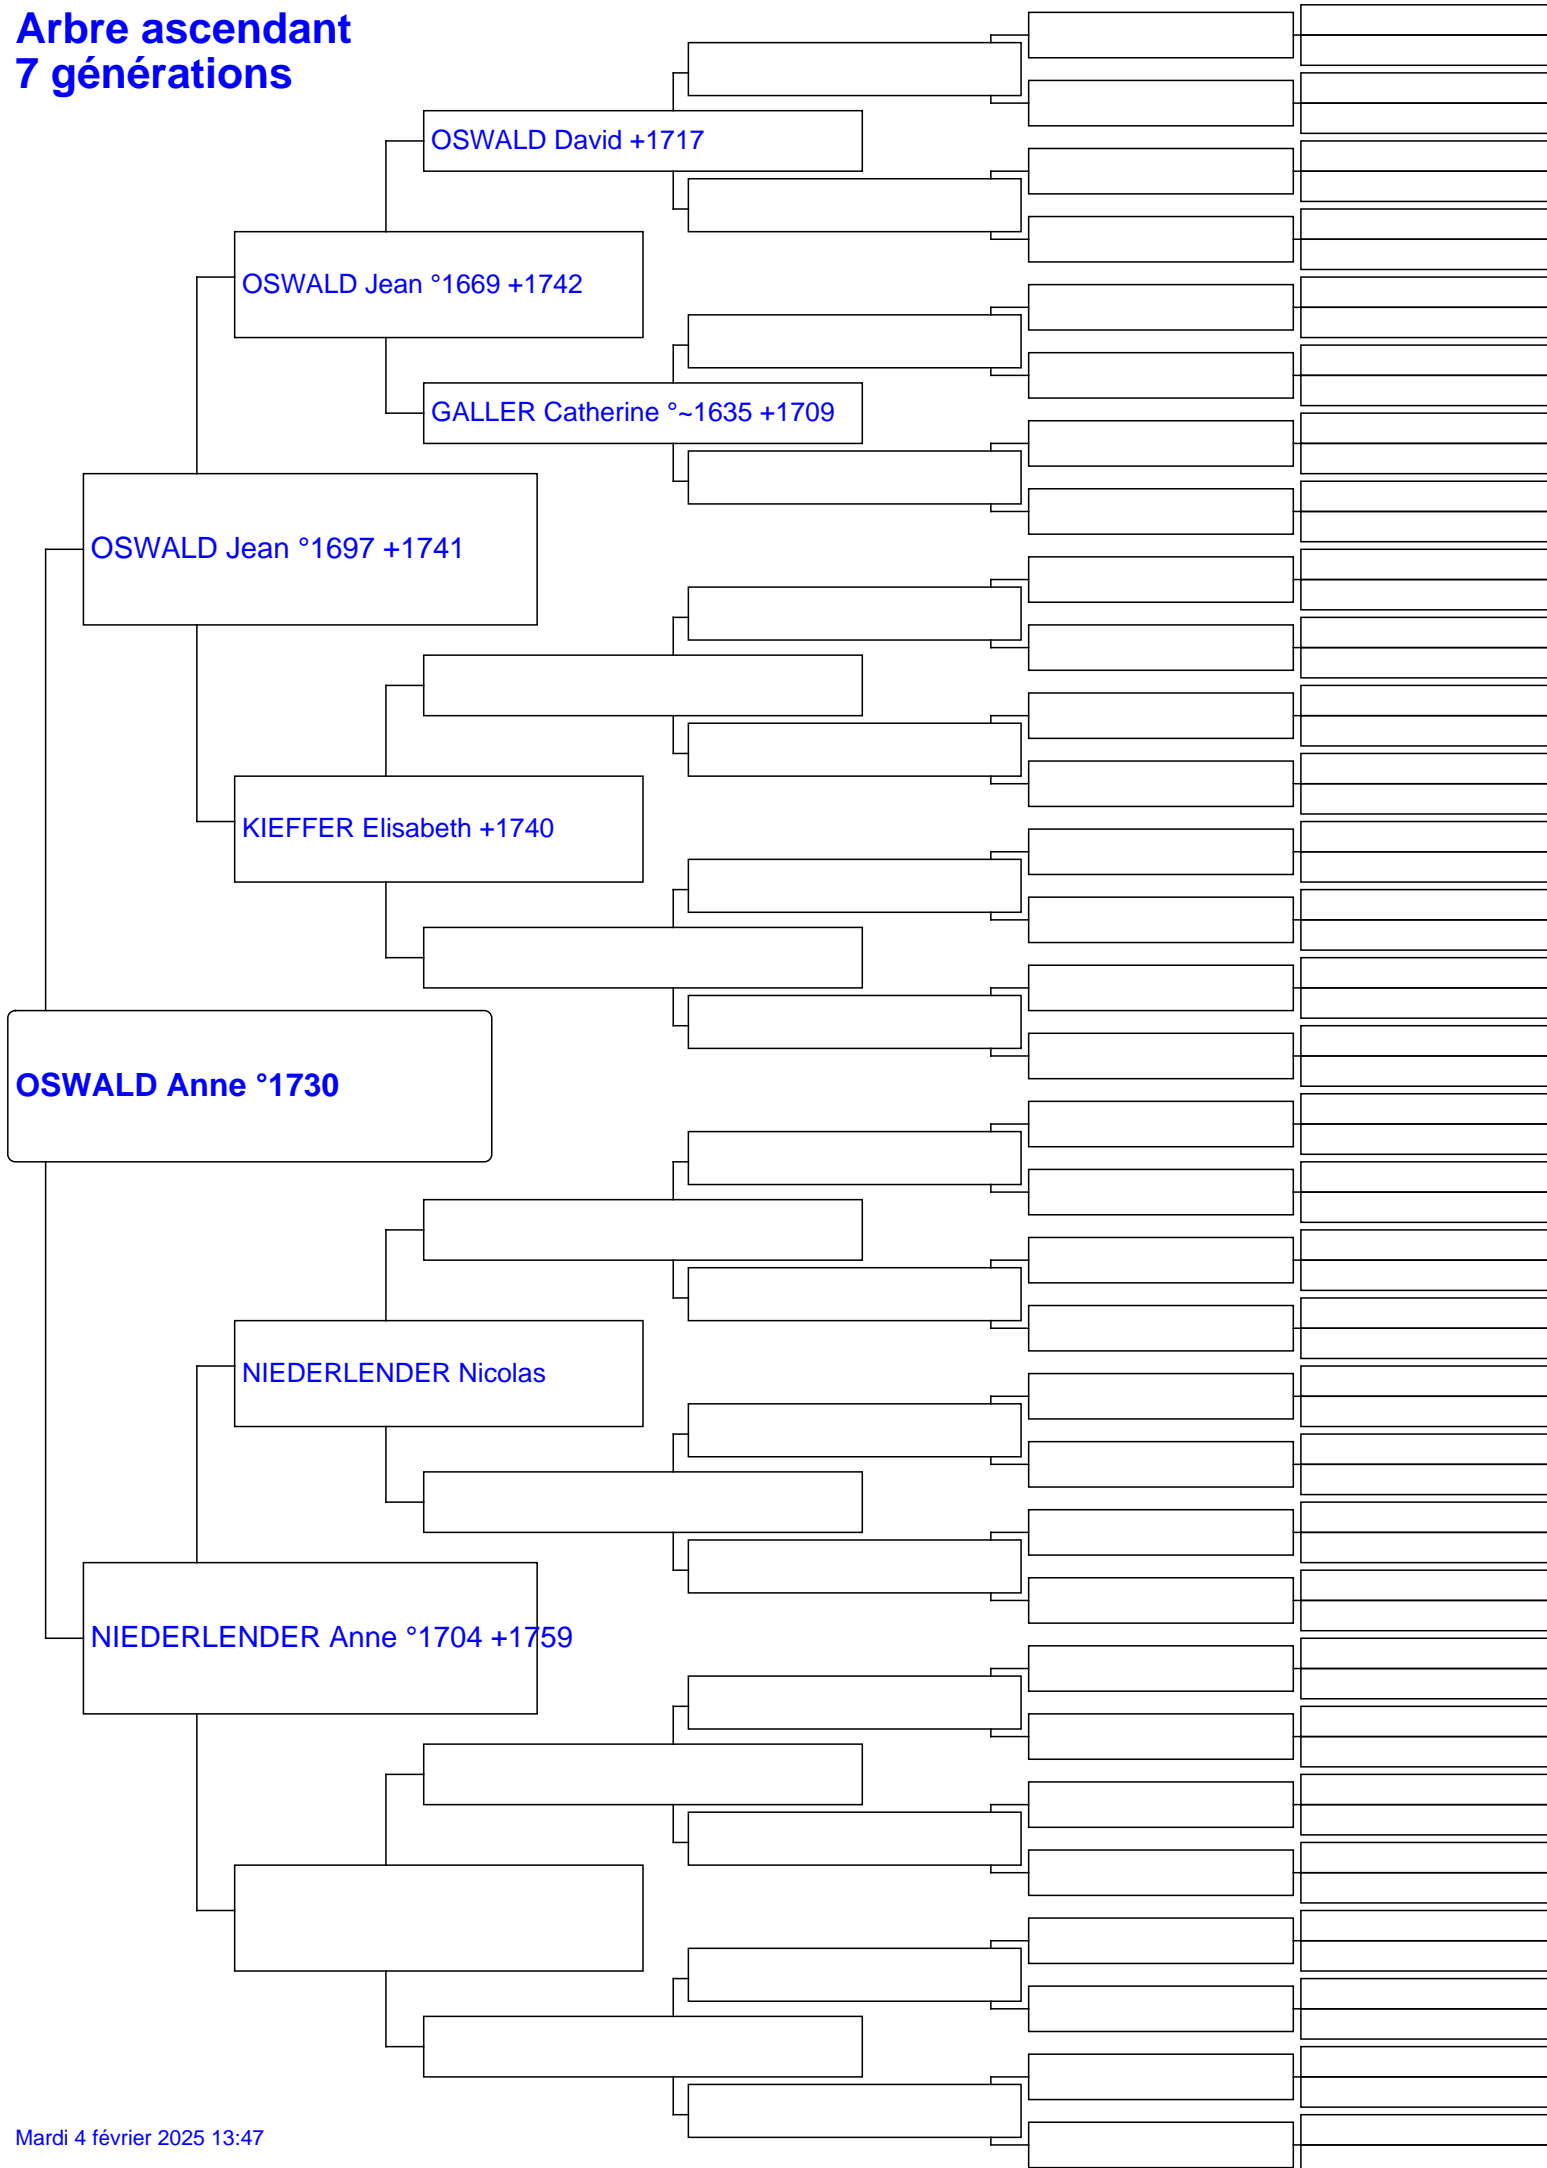 Arbre ascendant
7 générations
OSWALD David +1717
OSWALD Jean °1669 +1742
GALLER Catherine °~1635 +1709
OSWALD Jean °1697 +1741
KIEFFER Elisabeth +1740
OSWALD Anne °1730
NIEDERLENDER Nicolas
NIEDERLENDER Anne °1704 +1759
Mardi 4 février 2025 13:47